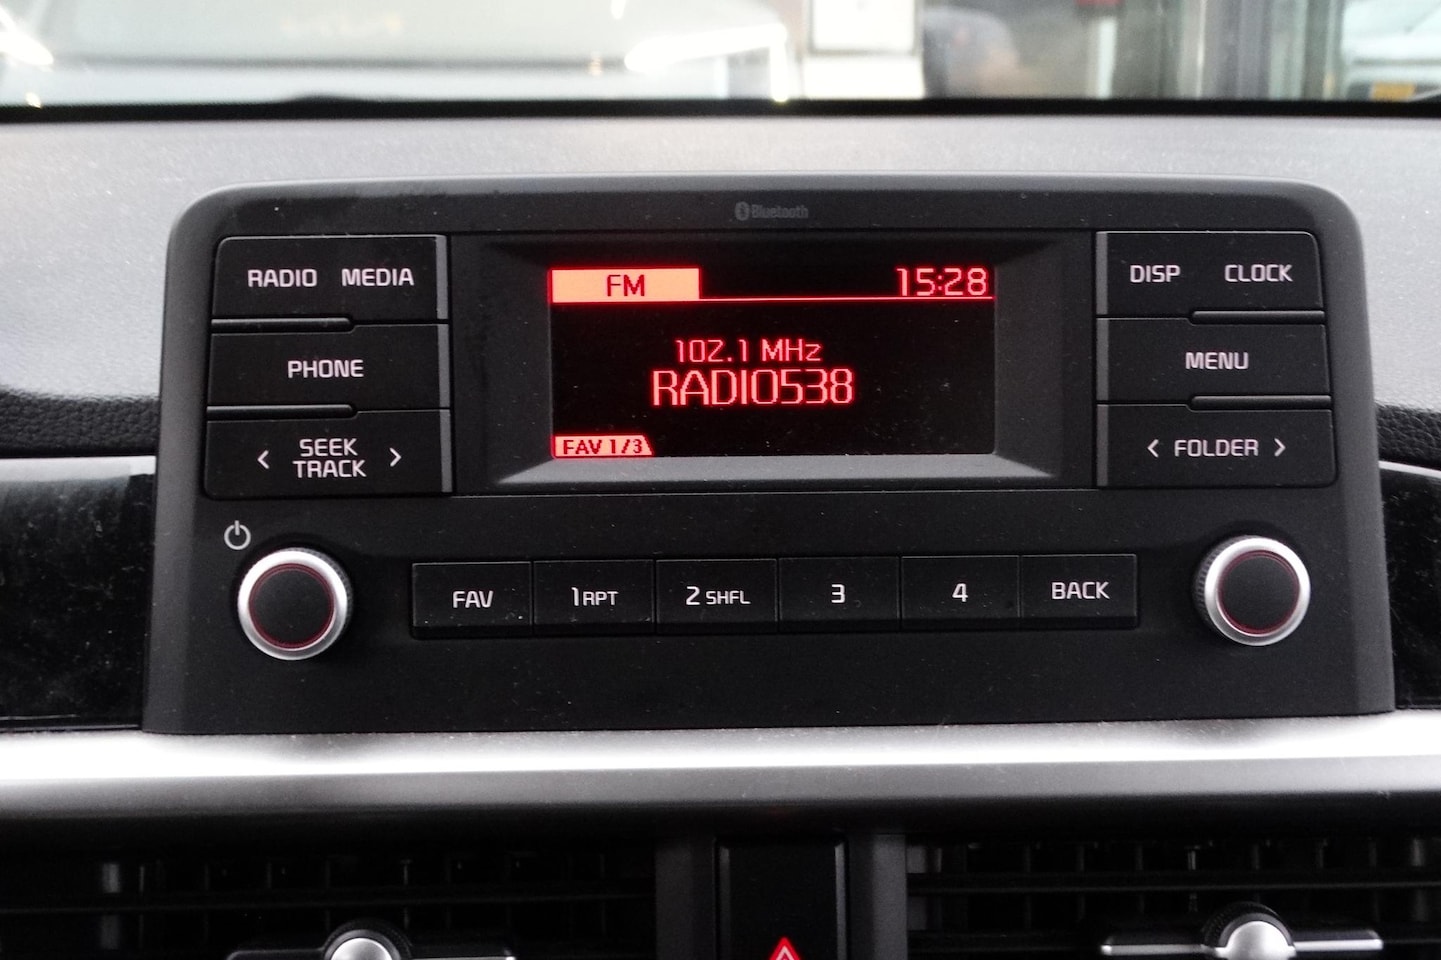 Bluetooth
RADIO MEDIA
PHONE
< SEEK TRACK >
FM 15:28
102.1 MHz
RADIO538
FAV 1/3
DISP CLOCK
MENU
< FOLDER >
FAV 1 RPT 2 SHFL 3 4 BACK